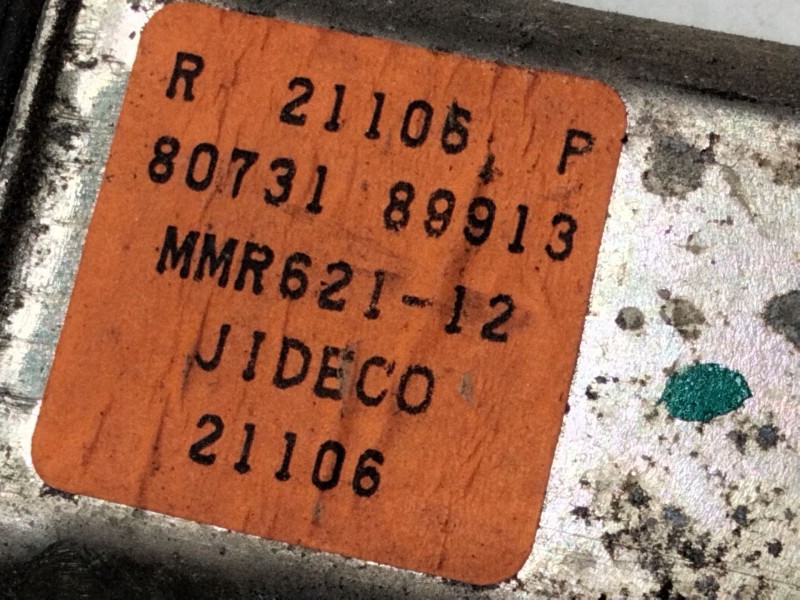 R 21106 P
80731 89913
MMR621-12
JIDECO
21106